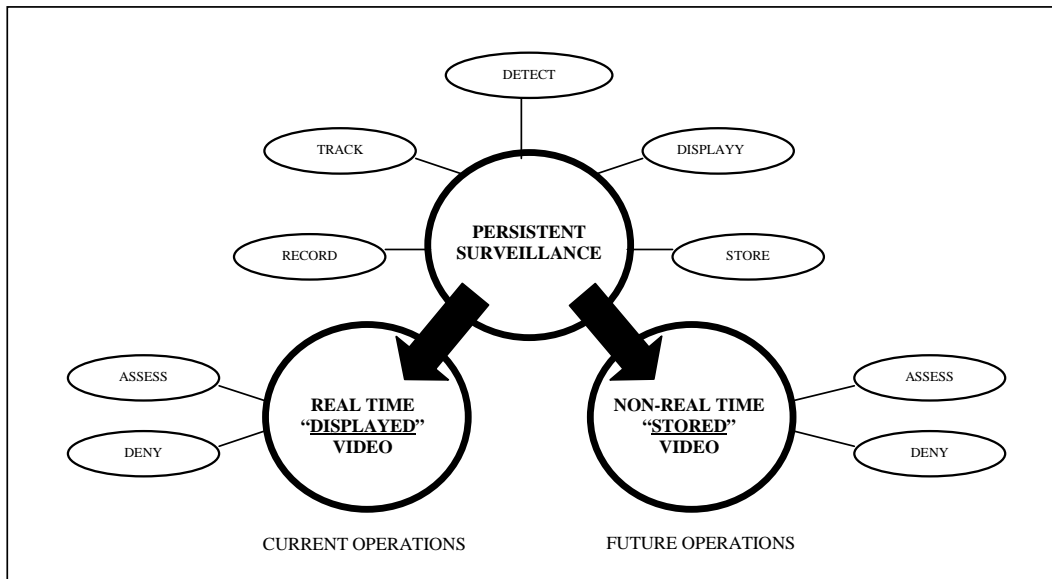 DETECT
TRACK
DISPLAYY
PERSISTENT
SURVEILLANCE
RECORD
STORE
ASSESS
DENY
REAL TIME
“DISPLAYED”
VIDEO
NON-REAL TIME
“STORED”
VIDEO
ASSESS
DENY
CURRENT OPERATIONS
FUTURE OPERATIONS